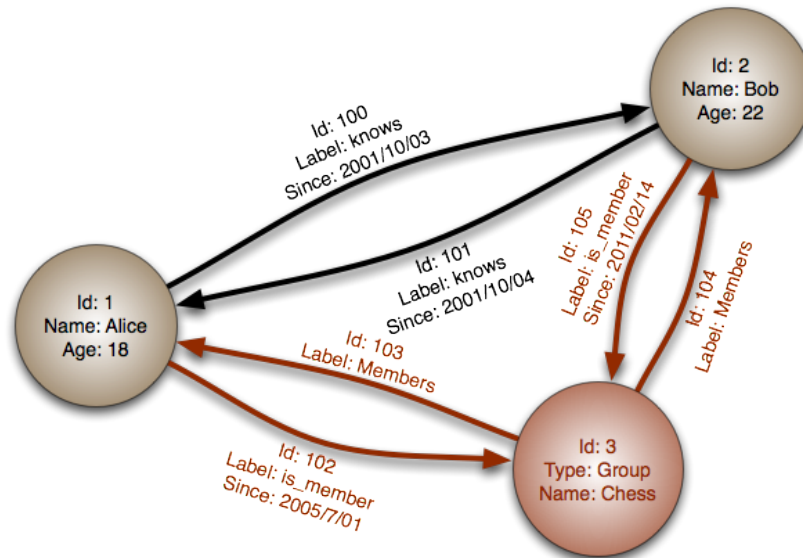 Id: 2
Name: Bob
Age: 22
Id: 100
Label: knows
Since: 2001/10/03
Id: 101
Label: knows
Since: 2001/10/04
Id: 105
Label: is_member
Since: 2011/02/14
Id: 104
Label: Members
Id: 1
Name: Alice
Age: 18
Id: 103
Label: Members
Id: 102
Label: is_member
Since: 2005/7/01
Id: 3
Type: Group
Name: Chess